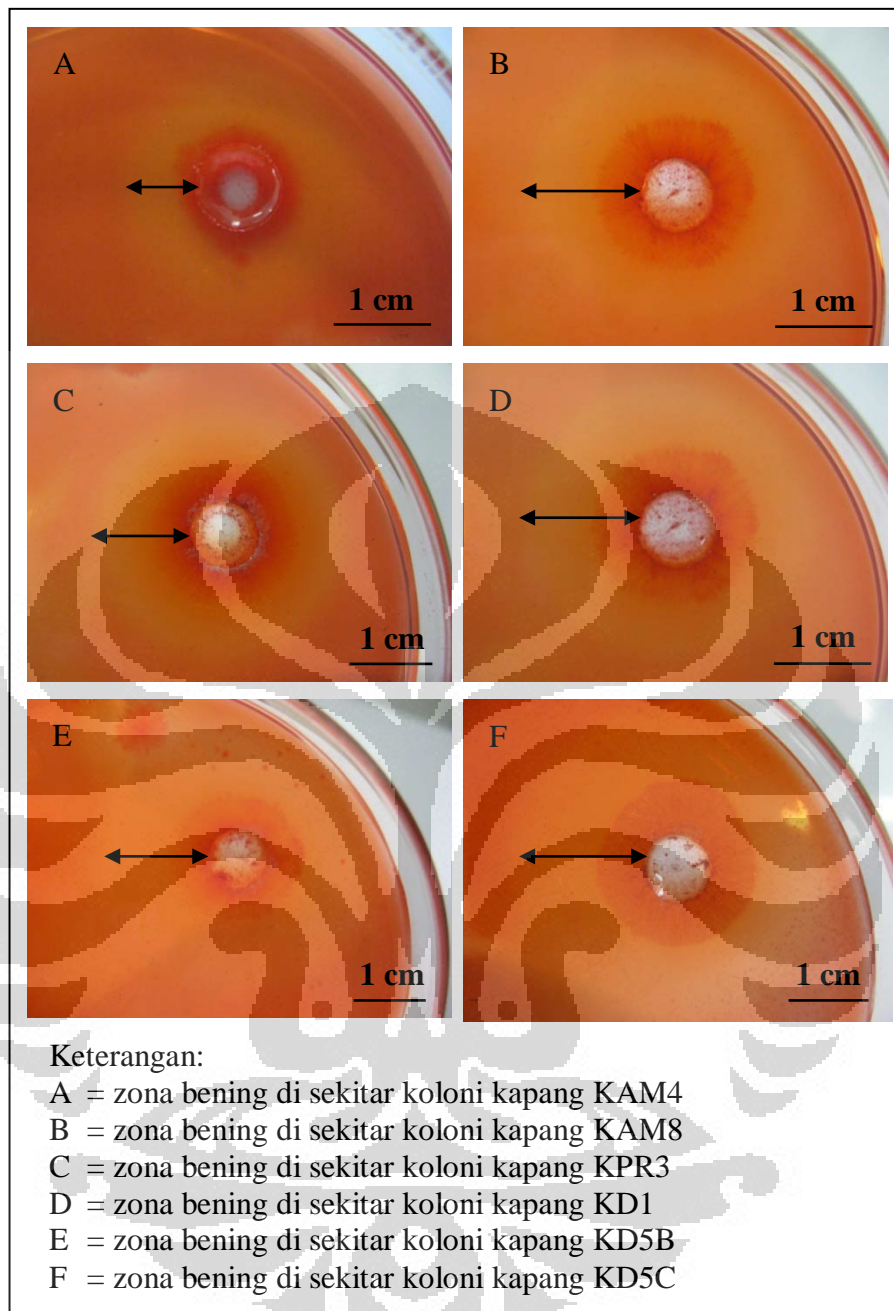 A
B
1 cm
1 cm
C
D
1 cm
1 cm
E
F
1 cm
1 cm
Keterangan:
A = zona bening di sekitar koloni kapang KAM4
B = zona bening di sekitar koloni kapang KAM8
C = zona bening di sekitar koloni kapang KPR3
D = zona bening di sekitar koloni kapang KD1
E = zona bening di sekitar koloni kapang KD5B
F = zona bening di sekitar koloni kapang KD5C